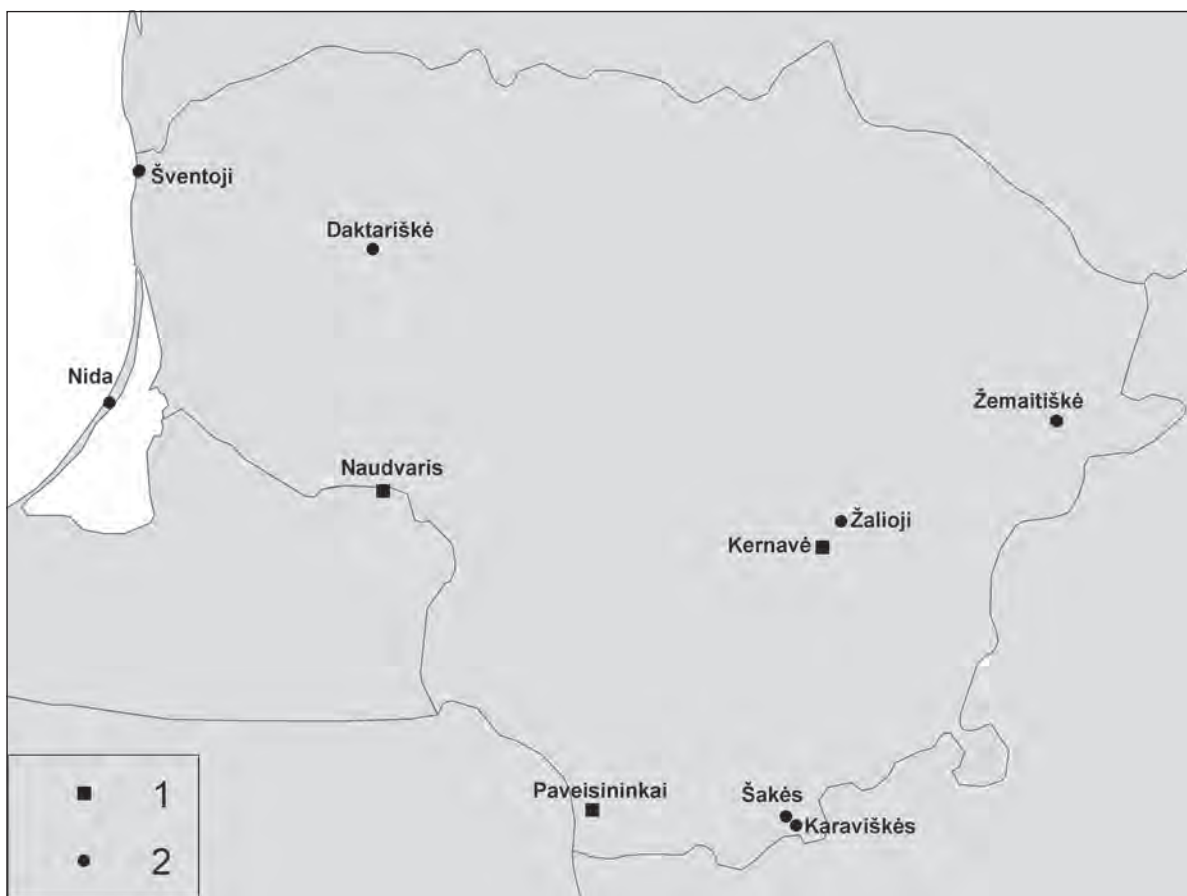 Šventoji
Daktariškė
Nida
Žemaitiškė
Naudvaris
Žalioji
Kernavė
Paveisininkai
Šakės
Karaviškės
1
2